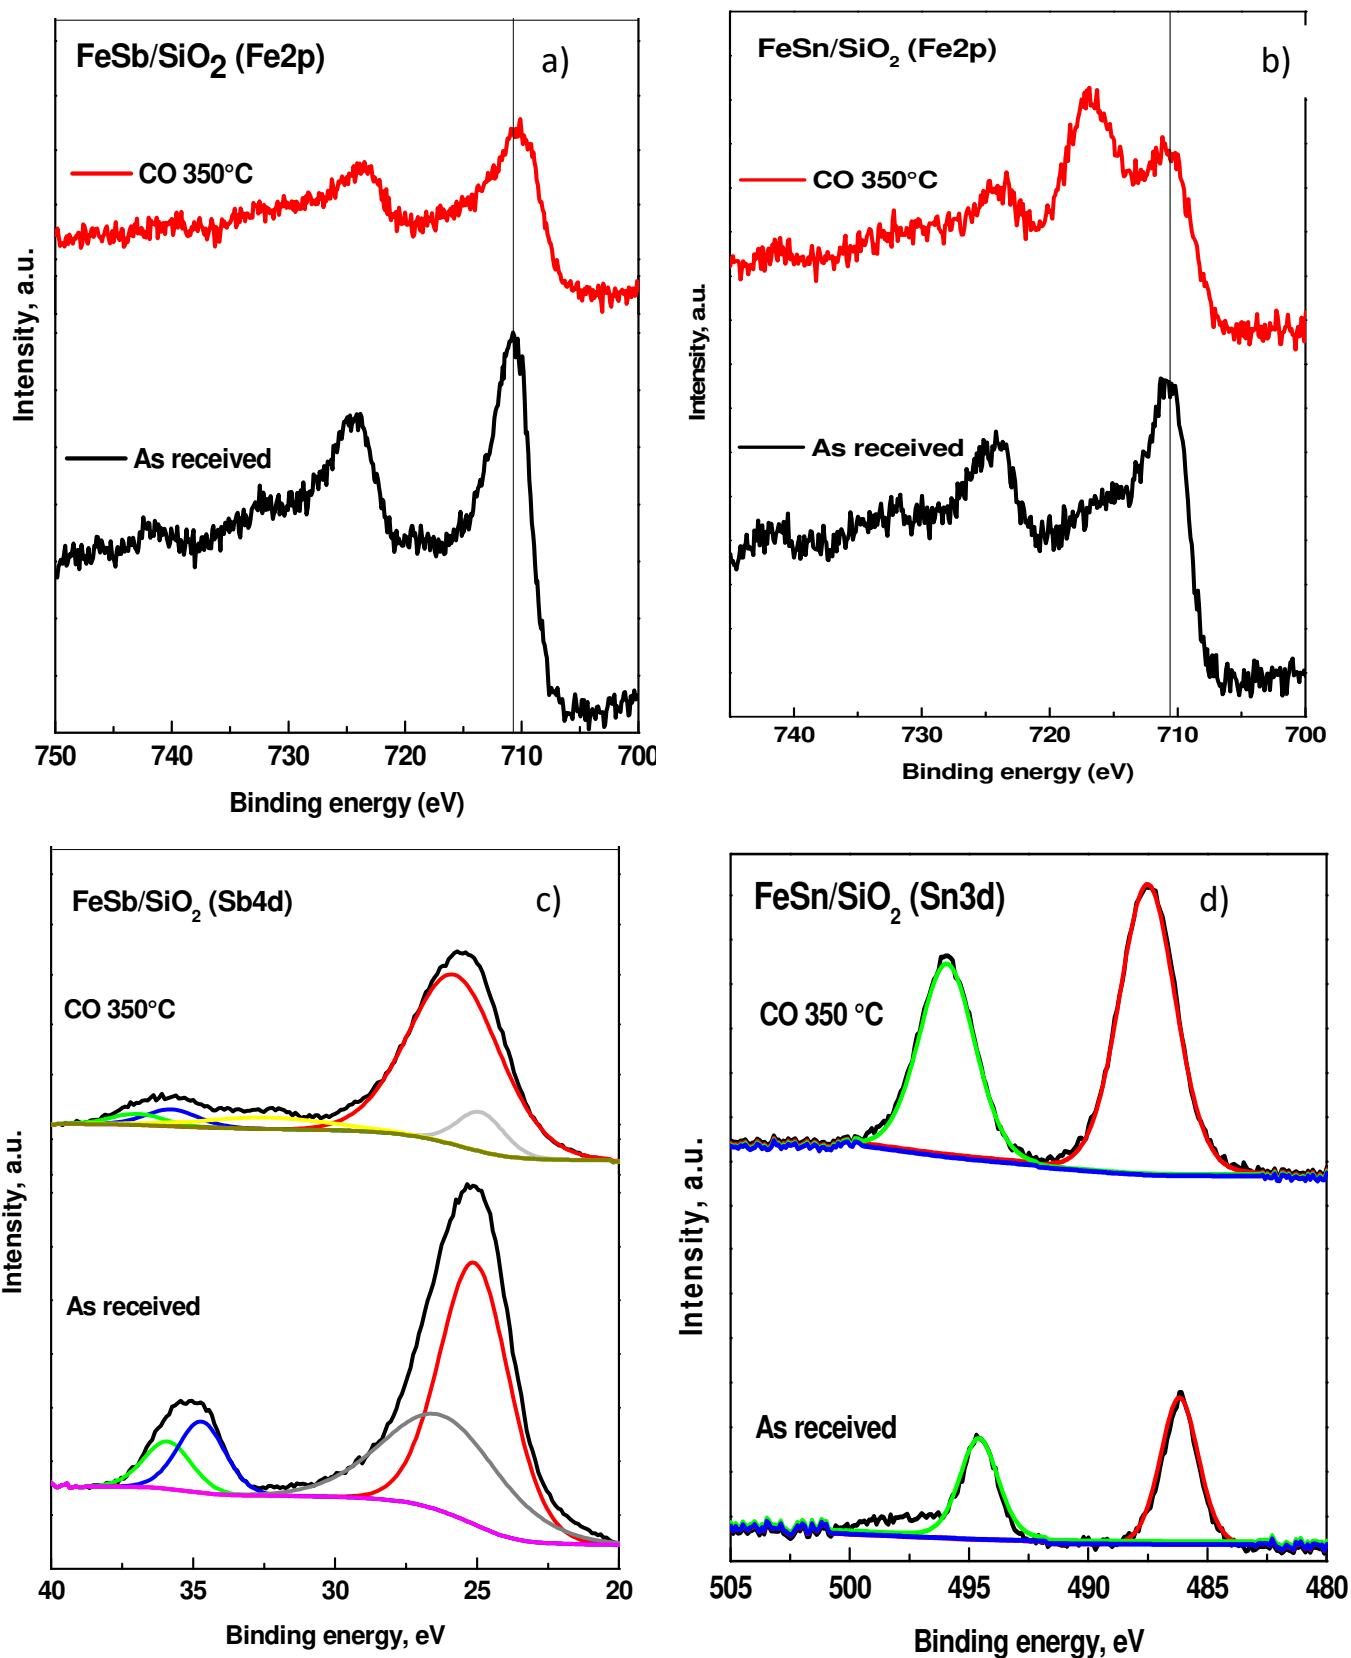 FeSb/SiO2 (Fe2p)
a)
CO 350°C
As received
Intensity, a.u.
750 740 730 720 710 700
Binding energy (eV)
FeSn/SiO2 (Fe2p)
b)
CO 350°C
As received
Intensity, a.u.
740 730 720 710 700
Binding energy (eV)
FeSb/SiO2 (Sb4d)
c)
CO 350°C
As received
Intensity, a.u.
40 35 30 25 20
Binding energy, eV
FeSn/SiO2 (Sn3d)
d)
CO 350 °C
As received
Intensity, a.u.
505 500 495 490 485 480
Binding energy, eV